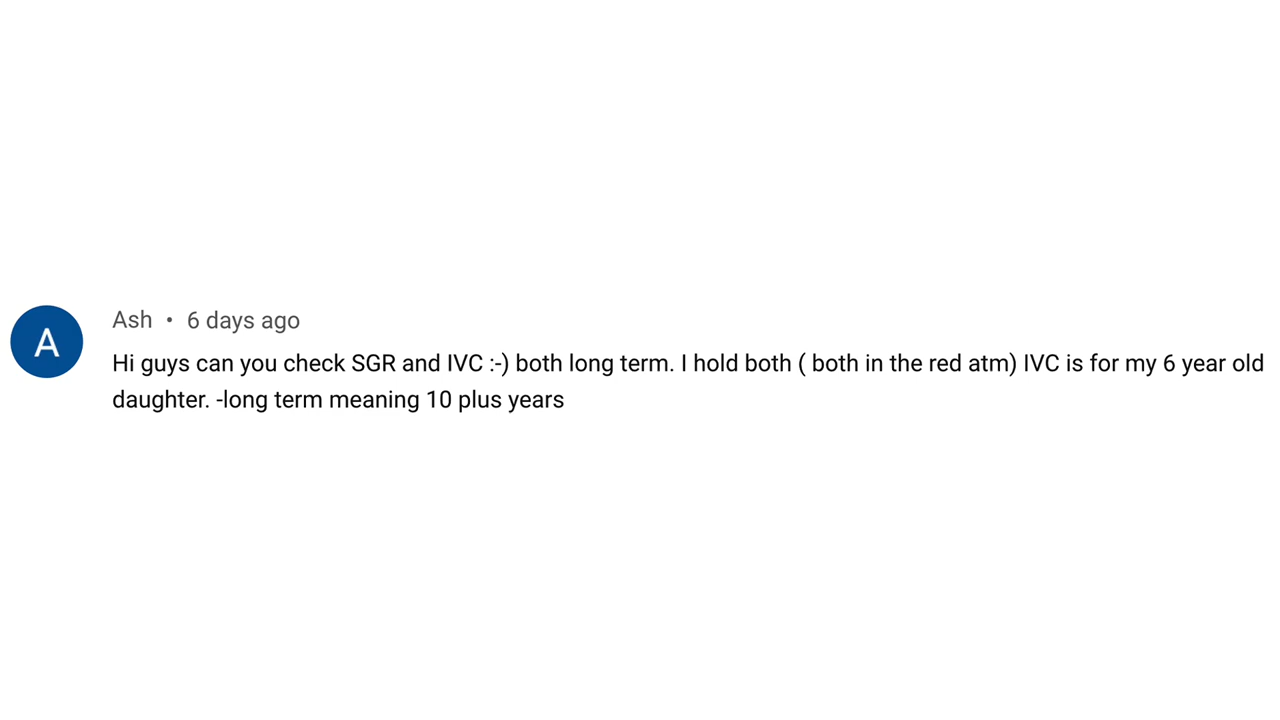 A
Ash • 6 days ago
Hi guys can you check SGR and IVC :-) both long term. I hold both ( both in the red atm) IVC is for my 6 year old
daughter. -long term meaning 10 plus years